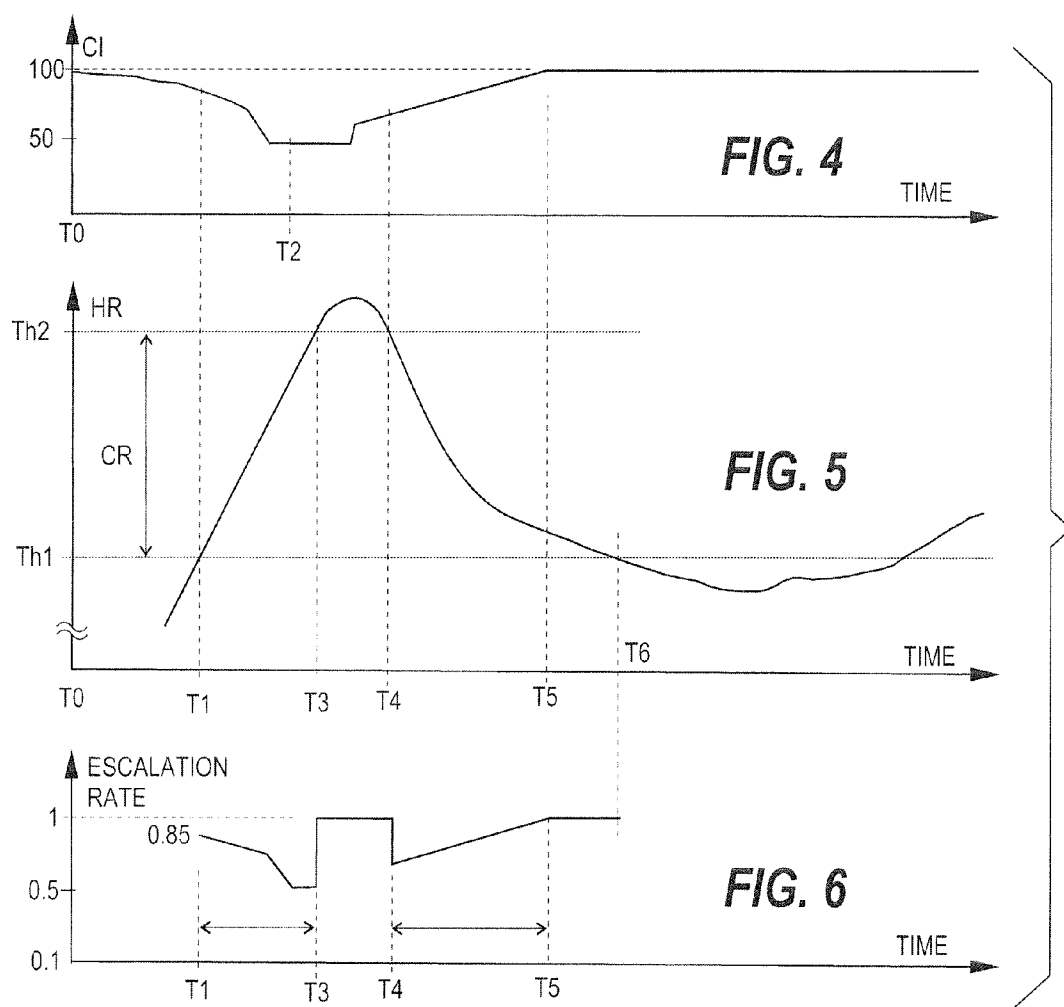 CI
100
50
FIG. 4
TIME
T0
T2
HR
Th2
CR
FIG. 5
Th1
T6
TIME
T0 T1 T3 T4 T5
ESCALATION
RATE
1
0.85
0.5
FIG. 6
TIME
0.1
T1 T3 T4 T5